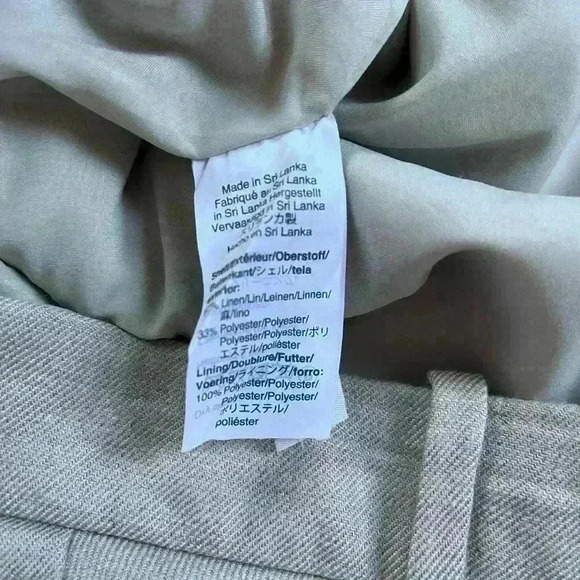 Made in Sri Lanka
Fabriqué au Sri Lanka
Hergestellt
in Sri Lanka
Vervaardigd in Sri Lanka
スリランカ製
Hecho en Sri Lanka
Shell/Extérieur/Oberstoff/
Buitenkant/シェル/tela
exterior:
Linen/Lin/Leinen/Linnen/
麻/lino
33% Polyester/Polyester/
Polyester/Polyester/ポリ
エステル/poliéster
Lining/Doublure/Futter/
Voering/ライニング/forro:
100% Polyester/Polyester/
Polyester/Polyester/
ポリエステル/
poliéster